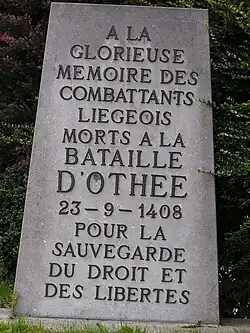 A LA
GLORIEUSE
MEMOIRE DES
COMBATTANTS
LIEGEOIS
MORTS A LA
BATAILLE
D'OTHEE
23-9-1408
POUR LA
SAUVEGARDE
DU DROIT ET
DES LIBERTES